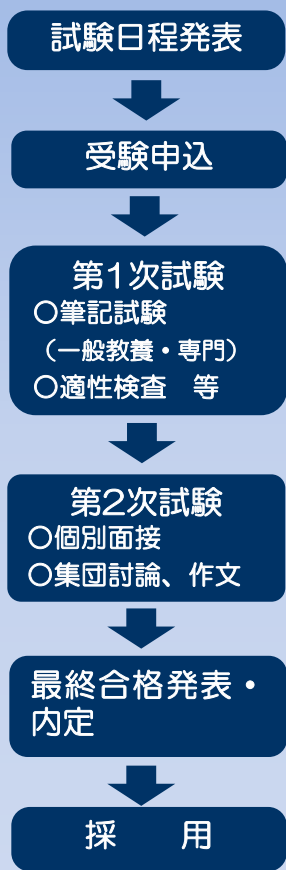 試験日程発表
受験申込
第1次試験
○筆記試験
（一般教養・専門）
○適性検査　等
第2次試験
○個別面接
○集団討論、作文
最終合格発表・
内定
採　用